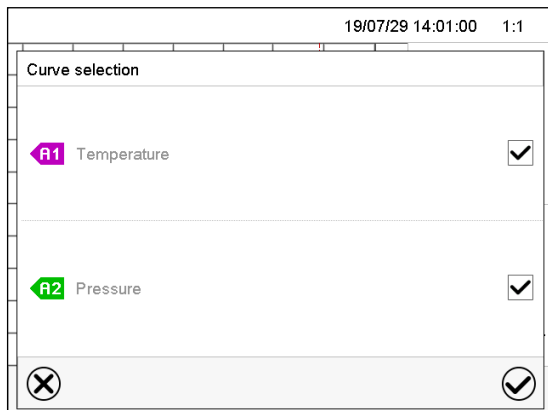 19/07/29 14:01:00 1:1
Curve selection
A1 Temperature
A2 Pressure